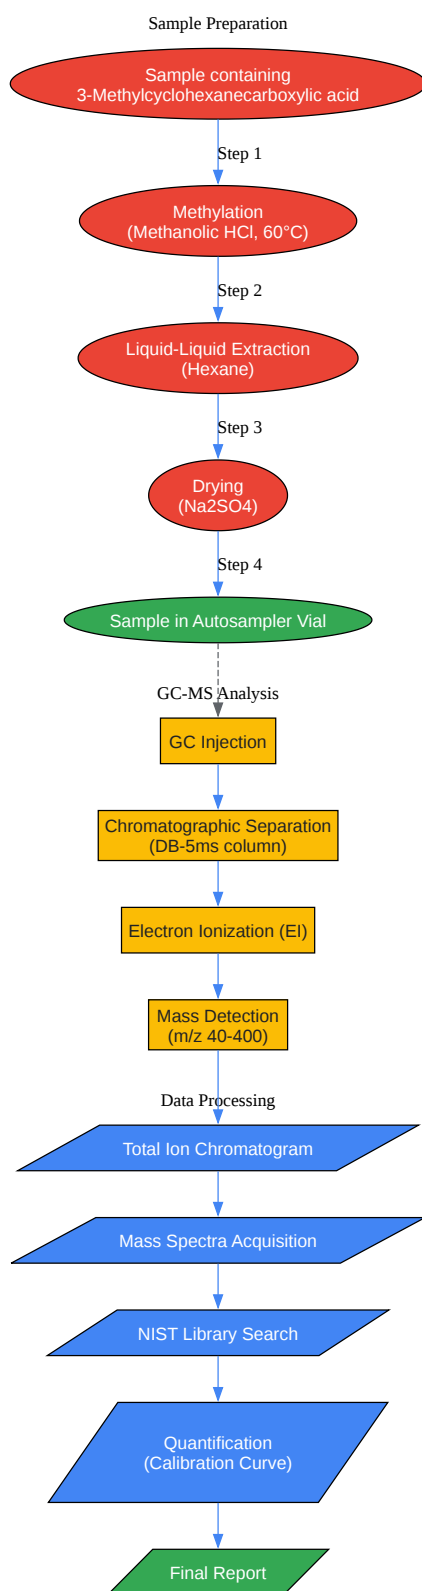 Sample Preparation
Sample containing
3-Methylcyclohexanecarboxylic acid
Step 1
Methylation
(Methanolic HCl, 60°C)
Step 2
Liquid-Liquid Extraction
(Hexane)
Step 3
Drying
(Na2SO4)
Step 4
Sample in Autosampler Vial
GC-MS Analysis
GC Injection
Chromatographic Separation
(DB-5ms column)
Electron Ionization (EI)
Mass Detection
(m/z 40-400)
Data Processing
Total Ion Chromatogram
Mass Spectra Acquisition
NIST Library Search
Quantification
(Calibration Curve)
Final Report